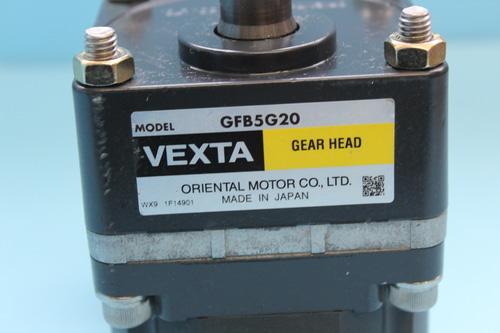 MODEL GFB5G20
VEXTA GEAR HEAD
ORIENTAL MOTOR CO., LTD.
WX9 1F14901 MADE IN JAPAN